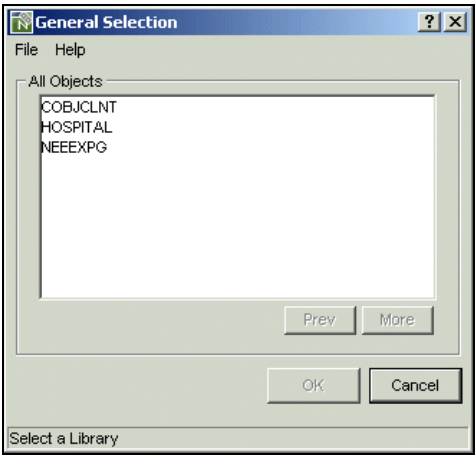 General Selection
File Help
All Objects
COBJCLNT
HOSPITAL
NEEEXPG
Prev More
OK Cancel
Select a Library